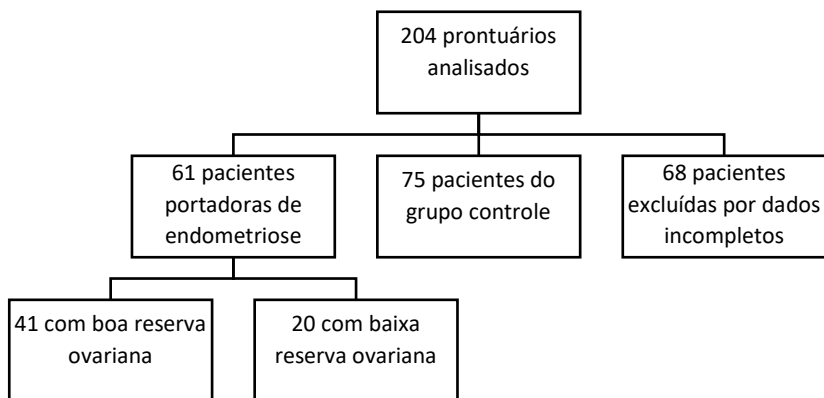 204 prontuários
analisados
61 pacientes
portadoras de
endometriose
75 pacientes do
grupo controle
68 pacientes
excluídas por dados
incompletos
41 com boa reserva
ovariana
20 com baixa
reserva ovariana